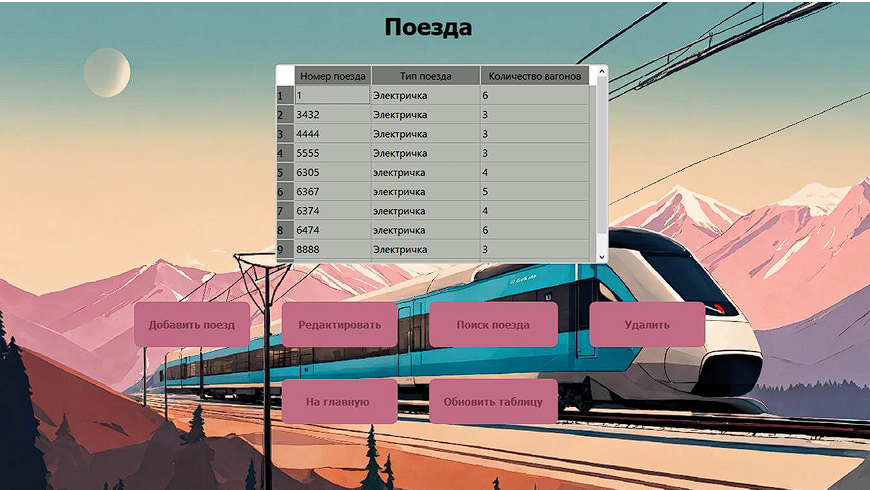 Поезда
Номер поезда Тип поезда Количество вагонов
1 1 Электричка 6
2 3432 Электричка 3
3 4444 Электричка 3
4 5555 Электричка 3
5 6305 электричка 4
6 6367 электричка 5
7 6374 электричка 4
8 6474 электричка 6
9 8888 Электричка 3
Добавить поезд Редактировать Поиск поезда Удалить
На главную Обновить таблицу